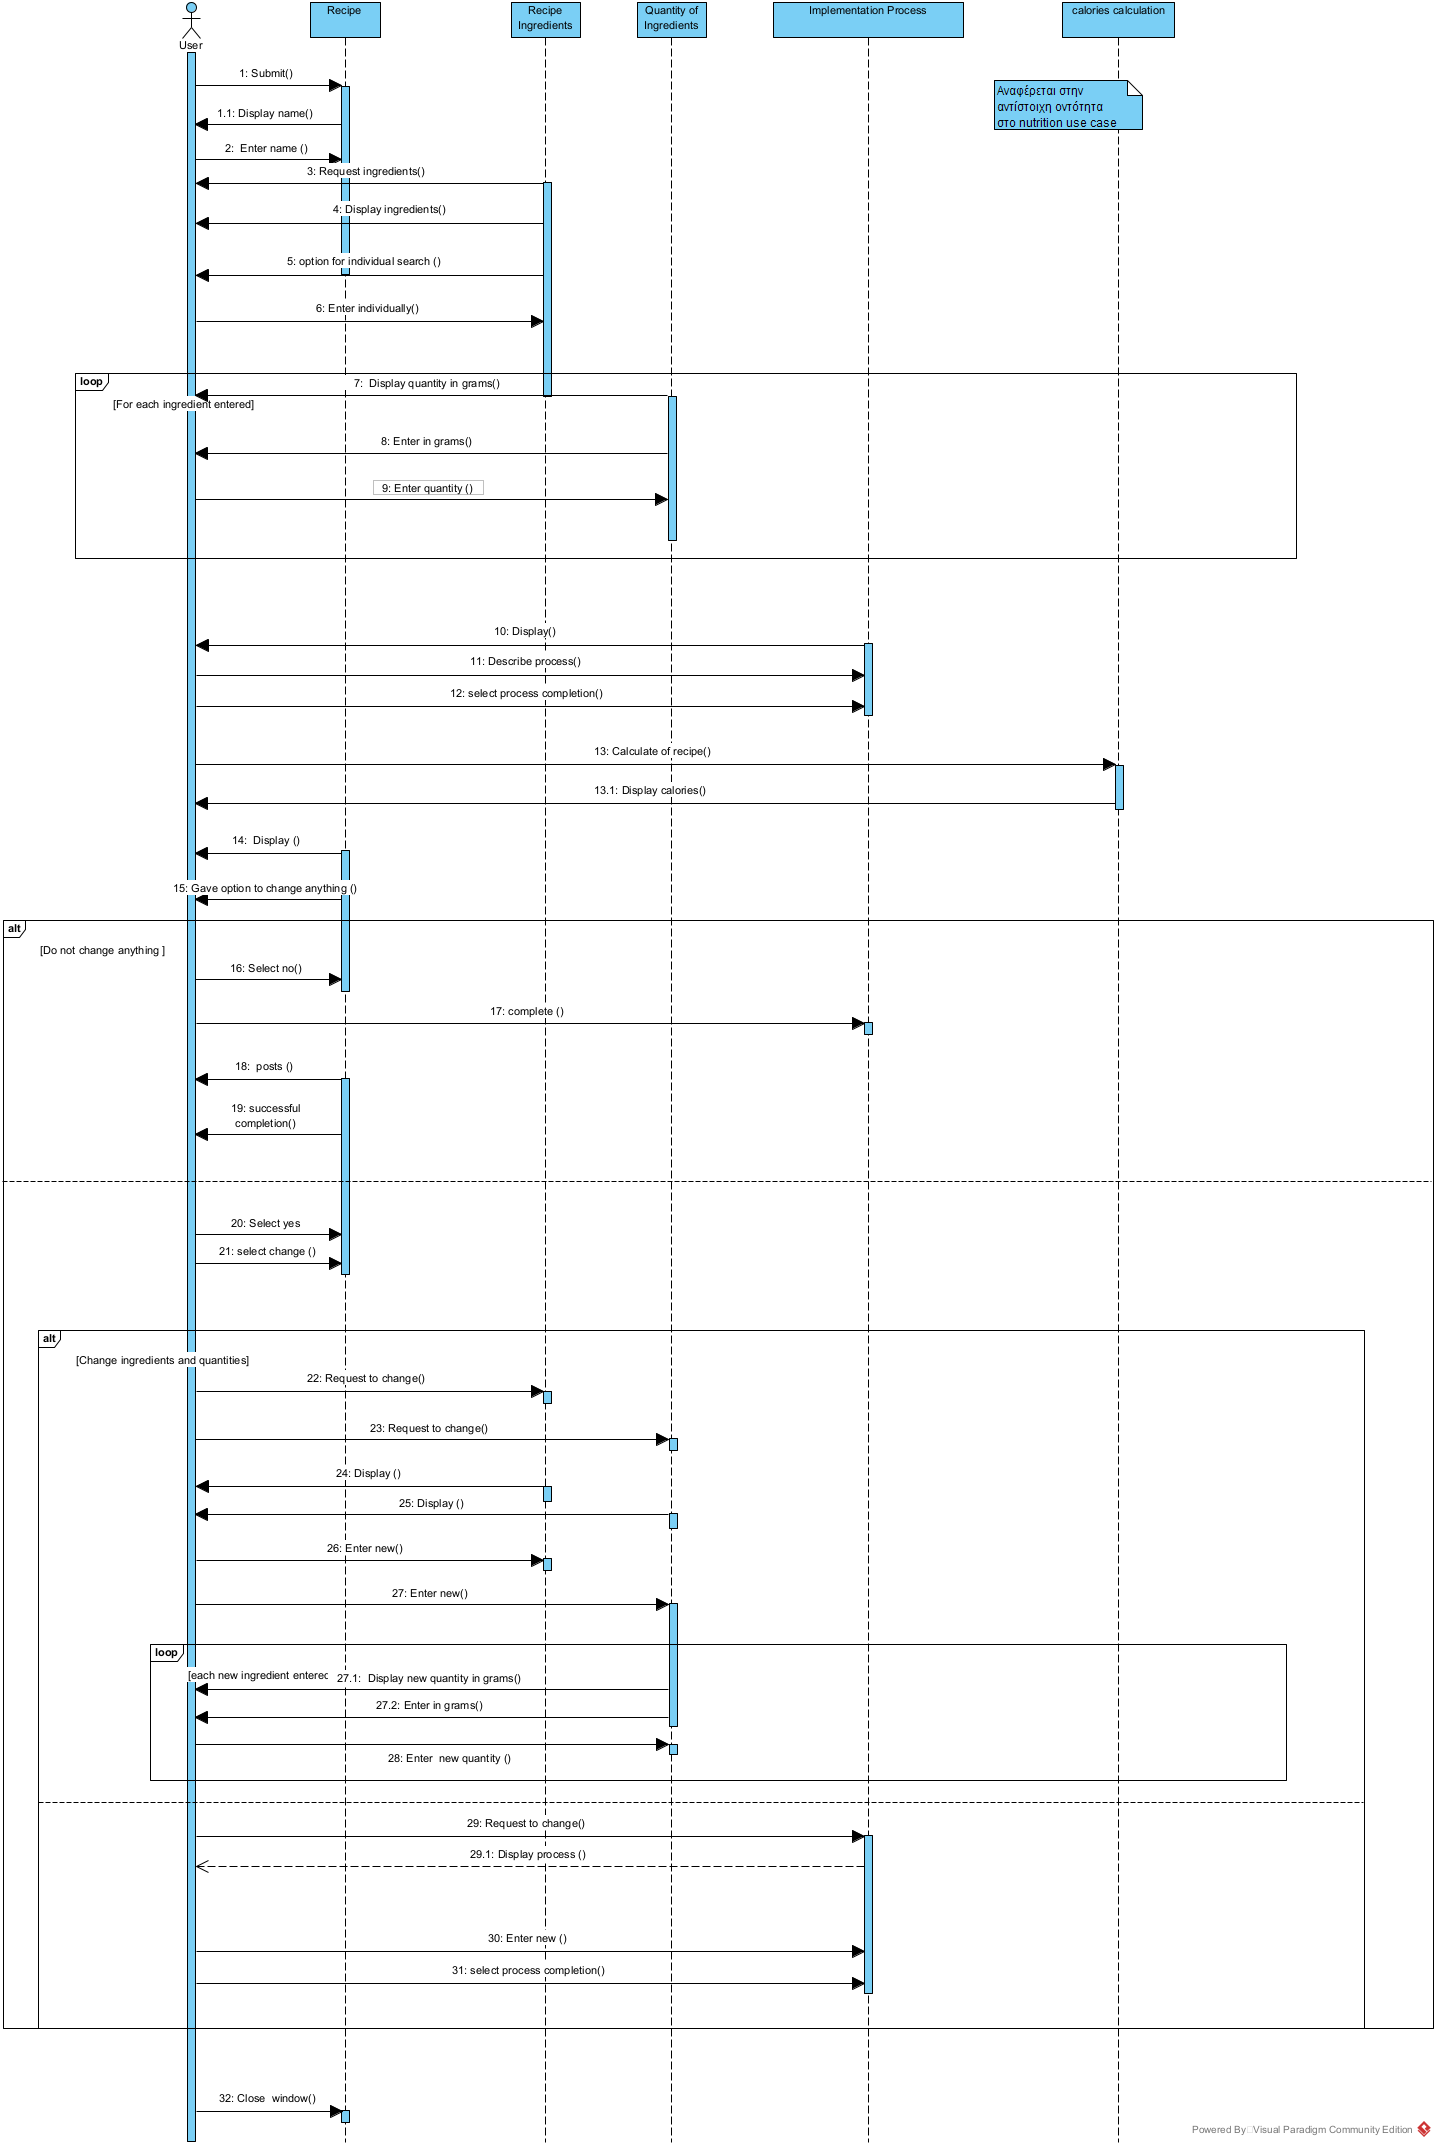 Recipe
Recipe
Ingredients
Quantity of
Ingredients
Implementation Process
calories calculation
User
1: Submit()
Αναφέρεται στην
αντίστοιχη οντότητα
στο nutrition use case
1.1: Display name()
2:  Enter name ()
3: Request ingredients()
4: Display ingredients()
5: option for individual search ()
6: Enter individually()
loop
7:  Display quantity in grams()
[For each ingredient entered]
8: Enter in grams()
9: Enter quantity ()
10: Display()
11: Describe process()
12: select process completion()
13: Calculate of recipe()
13.1: Display calories()
14:  Display ()
15: Gave option to change anything ()
alt
[Do not change anything ]
16: Select no()
17: complete ()
18:  posts ()
19: successful
completion()
20: Select yes
21: select change ()
alt
[Change ingredients and quantities]
22: Request to change()
23: Request to change()
24: Display ()
25: Display ()
26: Enter new()
27: Enter new()
loop
[each new ingredient entered
27.1:  Display new quantity in grams()
27.2: Enter in grams()
28: Enter  new quantity ()
29: Request to change()
29.1: Display process ()
30: Enter new ()
31: select process completion()
32: Close  window()
Powered By Visual Paradigm Community Edition